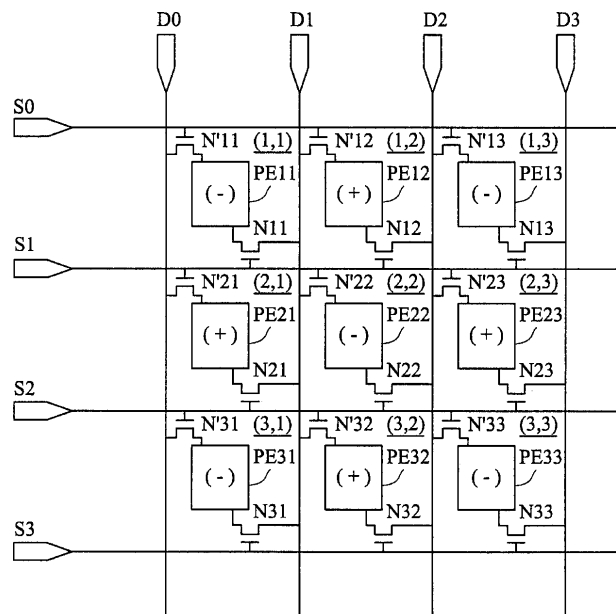 D0 D1 D2 D3
S0
N'11 (1,1) N'12 (1,2) N'13 (1,3)
PE11 PE12 PE13
(-) (+) (-)
N11 N12 N13
S1
N'21 (2,1) N'22 (2,2) N'23 (2,3)
PE21 PE22 PE23
(+) (-) (+)
N21 N22 N23
S2
N'31 (3,1) N'32 (3,2) N'33 (3,3)
PE31 PE32 PE33
(-) (+) (-)
N31 N32 N33
S3